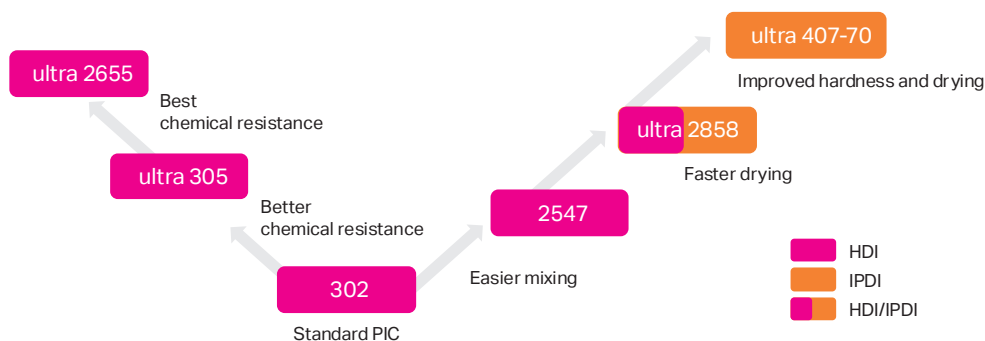 ultra 407-70
Improved hardness and drying
ultra 2655
Best
chemical resistance
ultra 2858
Faster drying
ultra 305
Better
chemical resistance
2547
Easier mixing
302
Standard PIC
HDI
IPDI
HDI/IPDI